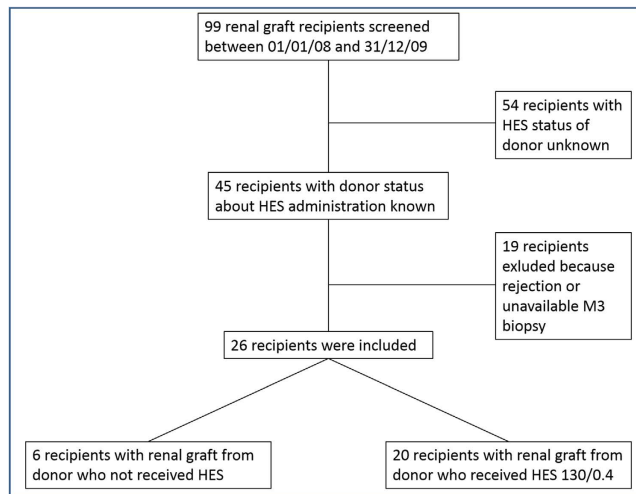 99 renal graft recipients screened
between 01/01/08 and 31/12/09
54 recipients with
HES status of
donor unknown
45 recipients with donor status
about HES administration known
19 recipients
exluded because
rejection or
unavailable M3
biopsy
26 recipients were included
6 recipients with renal graft from
donor who not received HES
20 recipients with renal graft from
donor who received HES 130/0.4